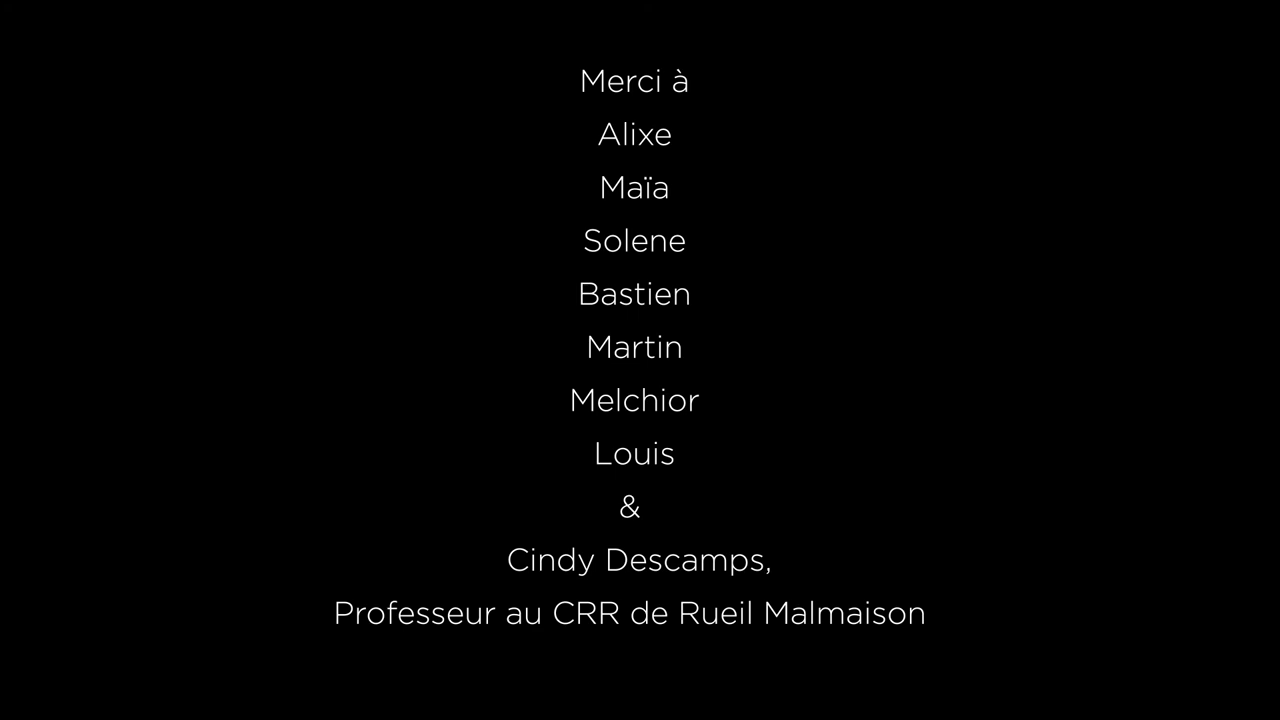 Merci à
Alixe
Maïa
Solene
Bastien
Martin
Melchior
Louis
&
Cindy Descamps,
Professeur au CRR de Rueil Malmaison